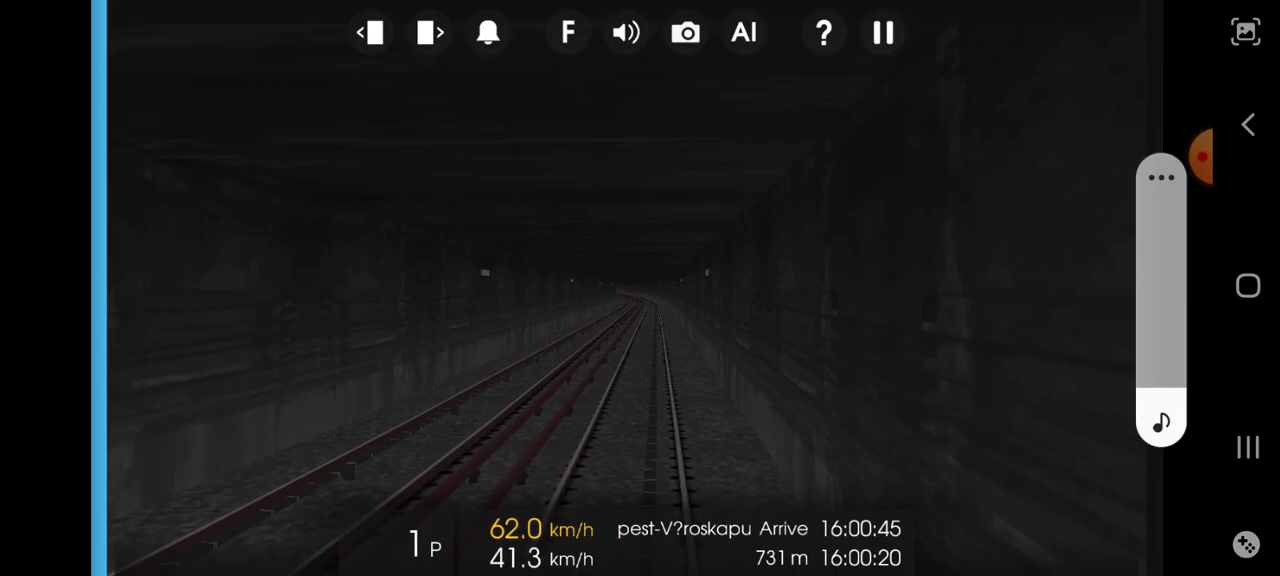 F AI ?
1 P
62.0 km/h pest-V?roskapu Arrive 16:00:45
41.3 km/h 731 m 16:00:20